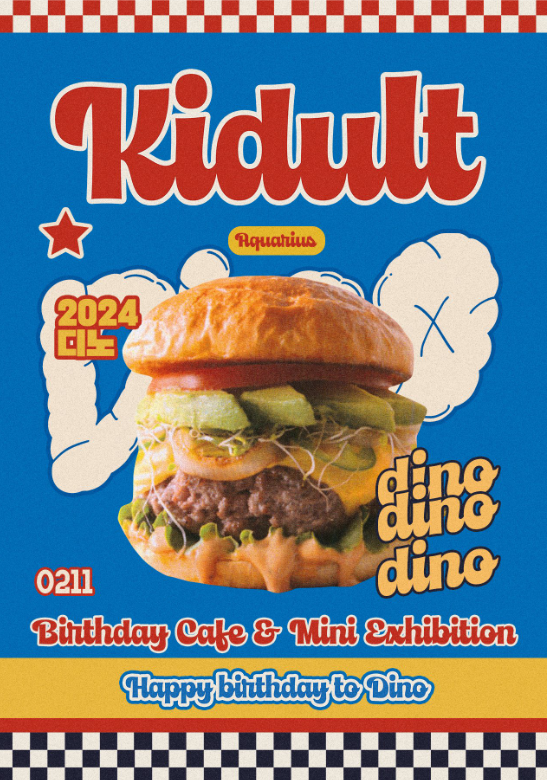 Kidult
Aquarius
2024
디노
dino
dino
dino
0211
Birthday Cafe & Mini Exhibition
Happy birthday to Dino